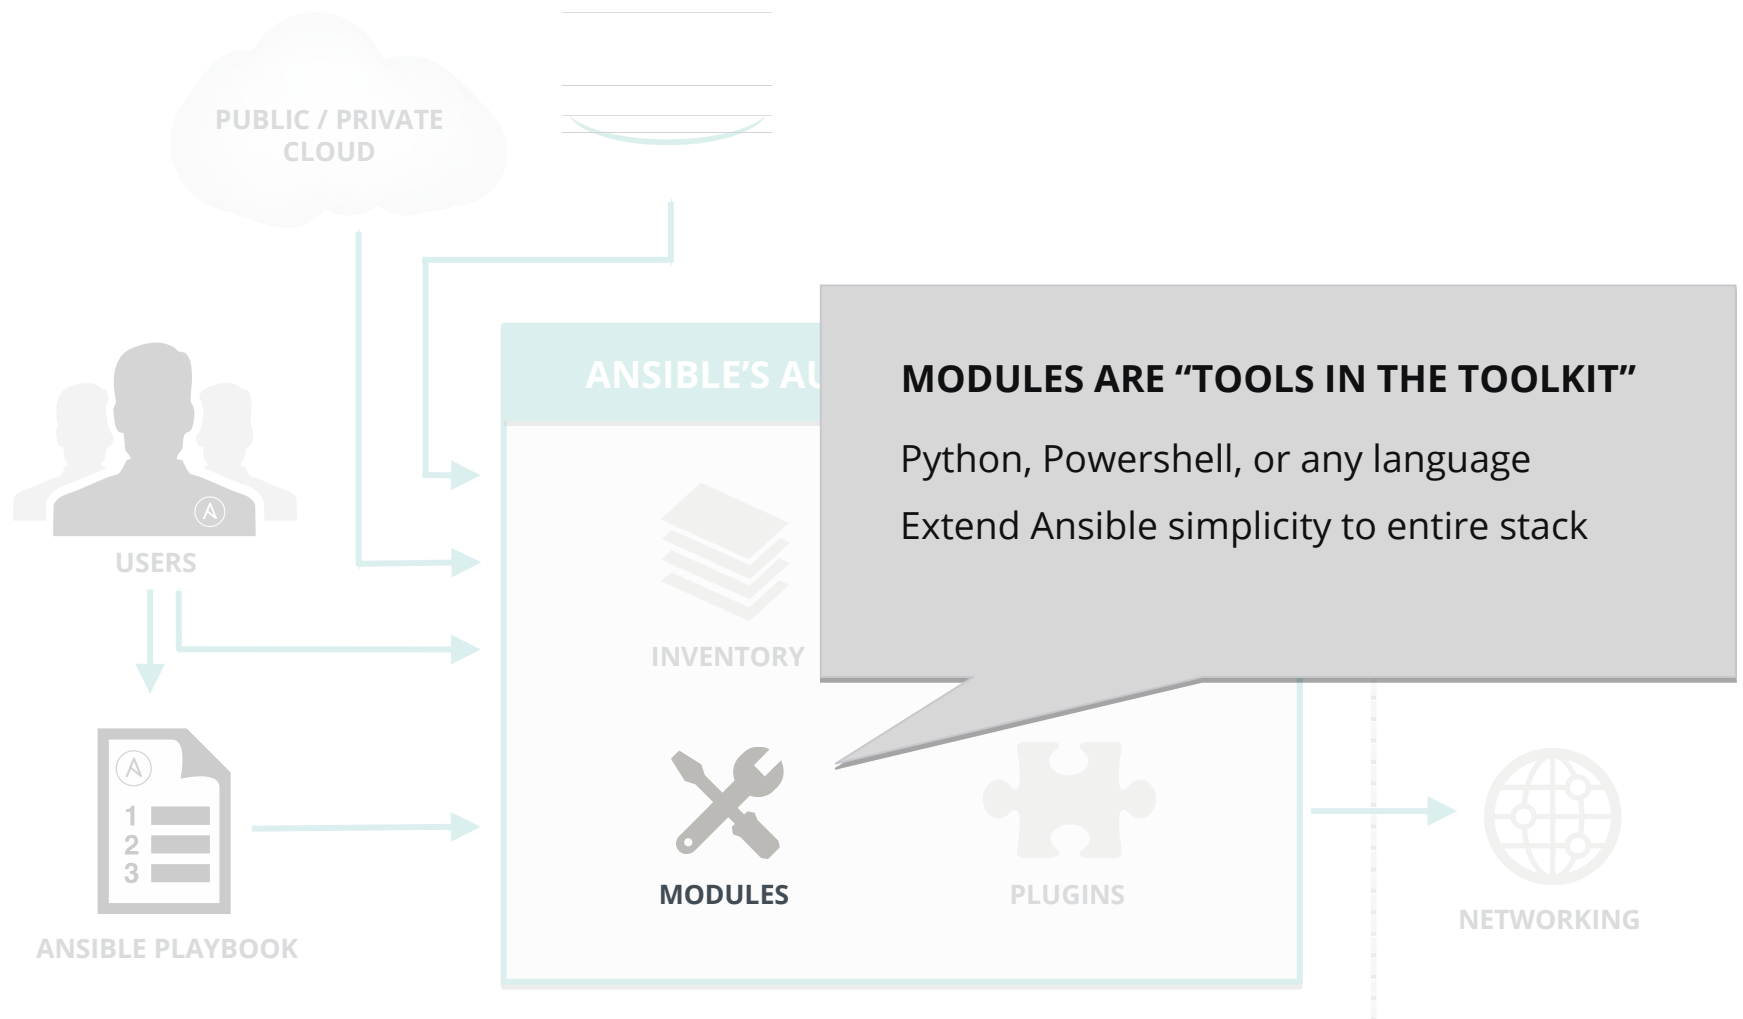 PUBLIC / PRIVATE
CLOUD
ANSIBLE’S
MODULES ARE “TOOLS IN THE TOOLKIT”
Python, Powershell, or any language
Extend Ansible simplicity to entire stack
USERS
INVENTORY
1
2
3
MODULES
PLUGINS
NETWORKING
ANSIBLE PLAYBOOK